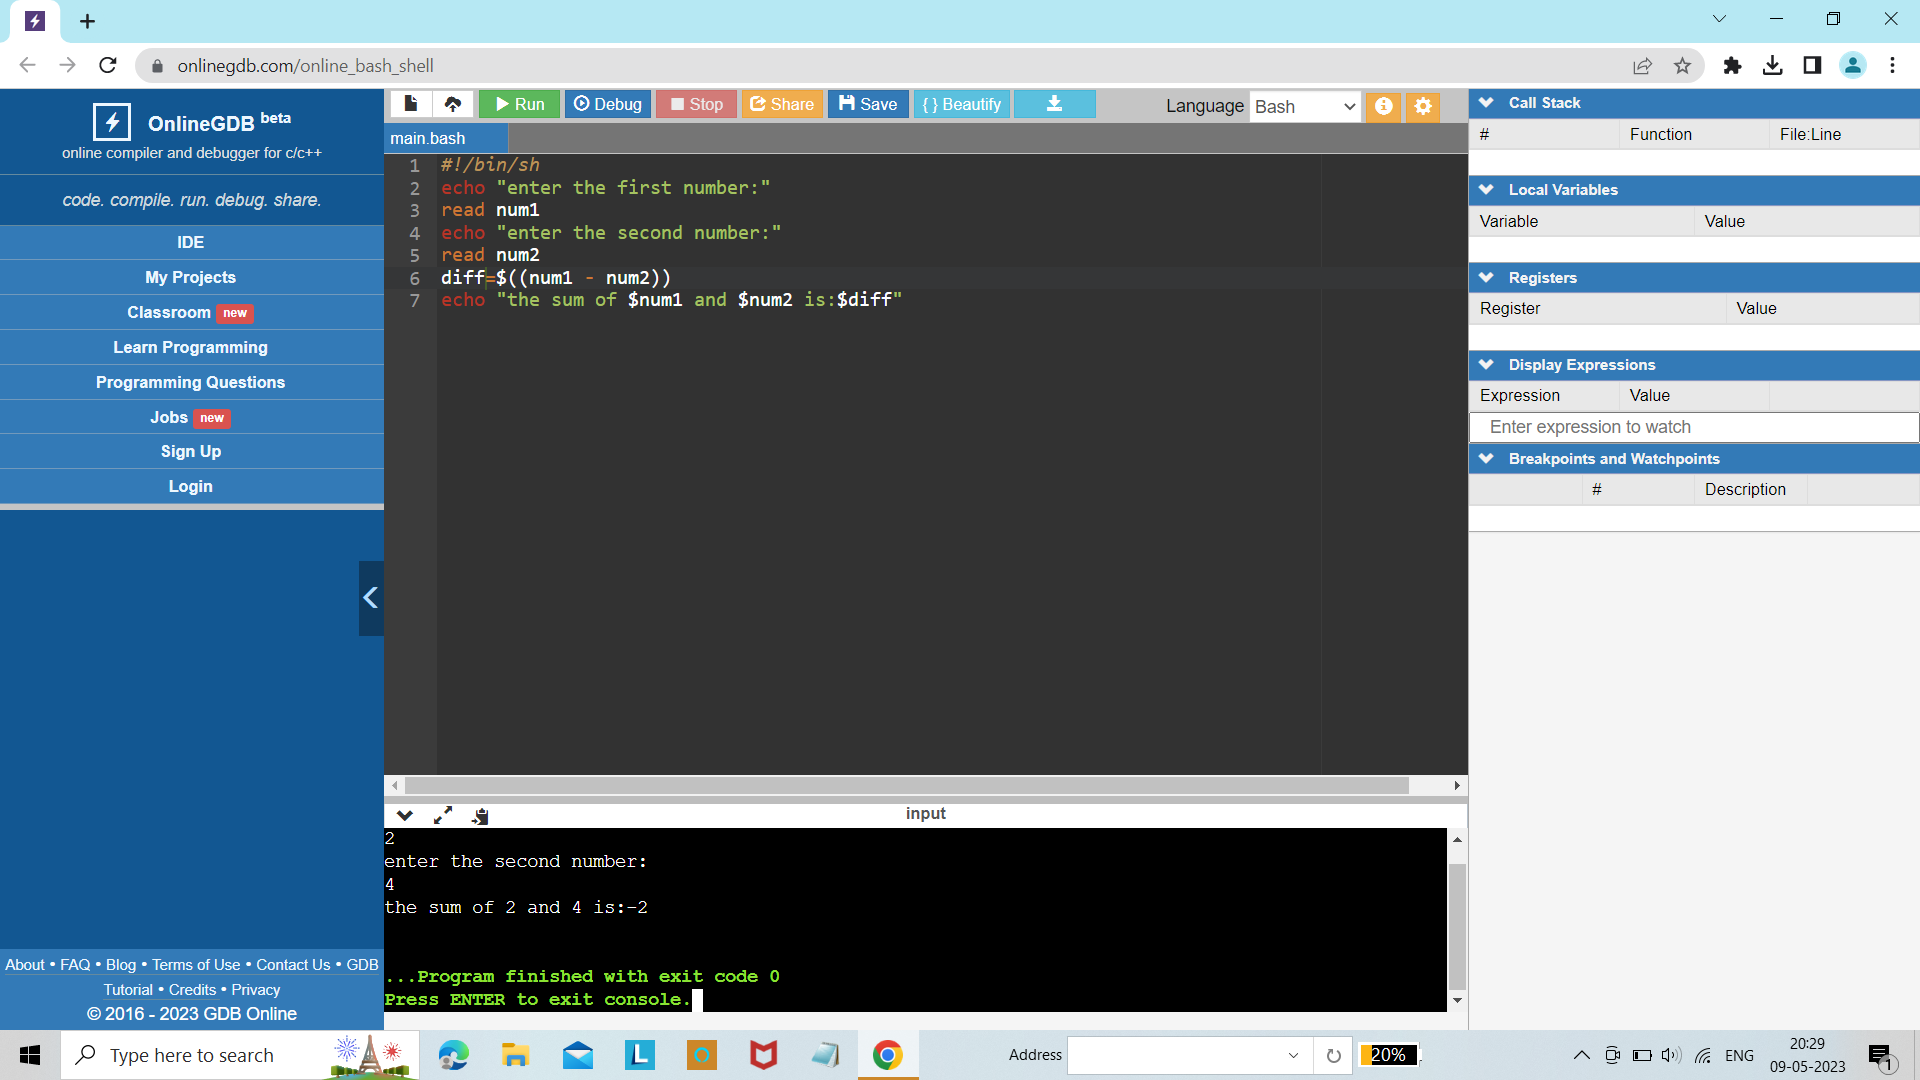 onlinegdb.com/online_bash_shell
OnlineGDB beta
online compiler and debugger for c/c++
code. compile. run. debug. share.
IDE
My Projects
Classroom new
Learn Programming
Programming Questions
Jobs new
Sign Up
Login
About • FAQ • Blog • Terms of Use • Contact Us • GDB
Tutorial • Credits • Privacy
© 2016 - 2023 GDB Online
Run Debug Stop Share Save { } Beautify
Language Bash
main.bash
1 #!/bin/sh
2 echo "enter the first number:"
3 read num1
4 echo "enter the second number:"
5 read num2
6 diff=$((num1 - num2))
7 echo "the sum of $num1 and $num2 is:$diff"
input
2
enter the second number:
4
the sum of 2 and 4 is:-2
...Program finished with exit code 0
Press ENTER to exit console.
Call Stack
# Function File:Line
Local Variables
Variable Value
Registers
Register Value
Display Expressions
Expression Value
Enter expression to watch
Breakpoints and Watchpoints
# Description
Type here to search
L
Address
20%
ENG
20:29
09-05-2023
1